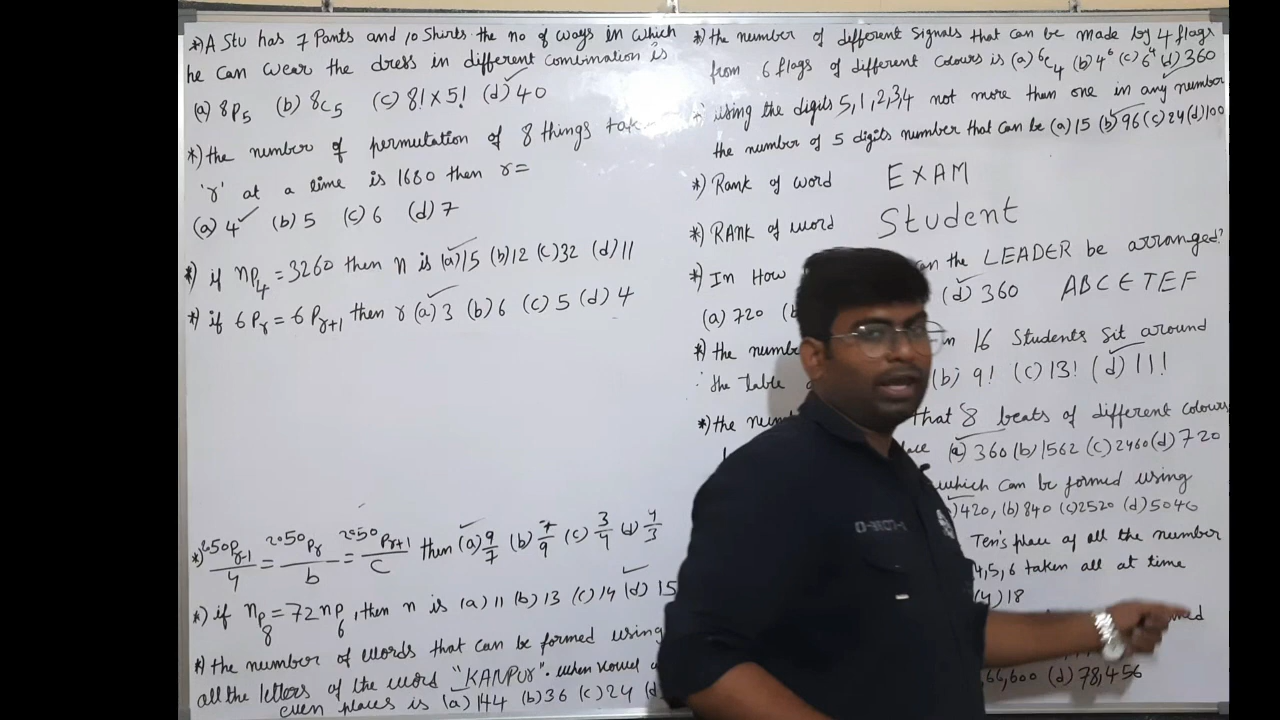 *) A Stu has 7 Pants and 10 Shirts the no of ways in which
he can wear the dress in different combination is
(a) 8P5 (b) 8C5 (c) 8! × 5! (d) 40
*) the number of permutation of 8 things
'r' at a time is 1680 then r =
(a) 4 (b) 5 (c) 6 (d) 7
*) if nP4 = 3260 then n is (a) 15 (b) 12 (c) 32 (d) 11
*) if 6Pr = 6Pr+1 then r (a) 3 (b) 6 (c) 5 (d) 4
*) 2050Pr-1/4 = 2050Pr/b = 2050Pr+1/C then (a) 9/7 (b) 7/9 (c) 3/4 (d) 4/3
*) if nP8 = 72 nP6, then n is (a) 11 (b) 13 (c) 14 (d) 15
*) the number of words that can be formed using
all the letters of the word "KANPUr". when vowel
even places is (a) 144 (b) 36 (c) 24 (d)
*) the number of different signals that can be made by 4 flags
from 6 flags of different colours is (a) 6C4 (b) 4^6 (c) 6^4 (d) 360
using the digits 5,1,2,3,4 not more then one in any number
the number of 5 digits number that can be (a) 15 (b) 96 (c) 24 (d) 100
*) Rank of word EXAM
*) RANK of word Student
*) In How the LEADER be arranged?
(a) 720 (d) 360 ABCETEF
*) the 16 Students sit around
the table (b) 9! (c) 13! (d) 11!
*) the that 8 beats of different colours
(a) 360 (b) 1562 (c) 2460 (d) 720
which can be formed using
420, (b) 840 (c) 2520 (d) 5040
Ten's place of all the number
4,5,6 taken all at time
18
66,600 (d) 78,456